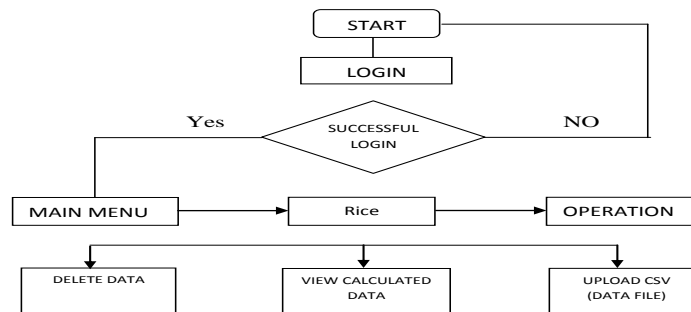 START
LOGIN
Yes
SUCCESSFUL
LOGIN
NO
MAIN MENU
Rice
OPERATION
DELETE DATA
VIEW CALCULATED
DATA
UPLOAD CSV
(DATA FILE)